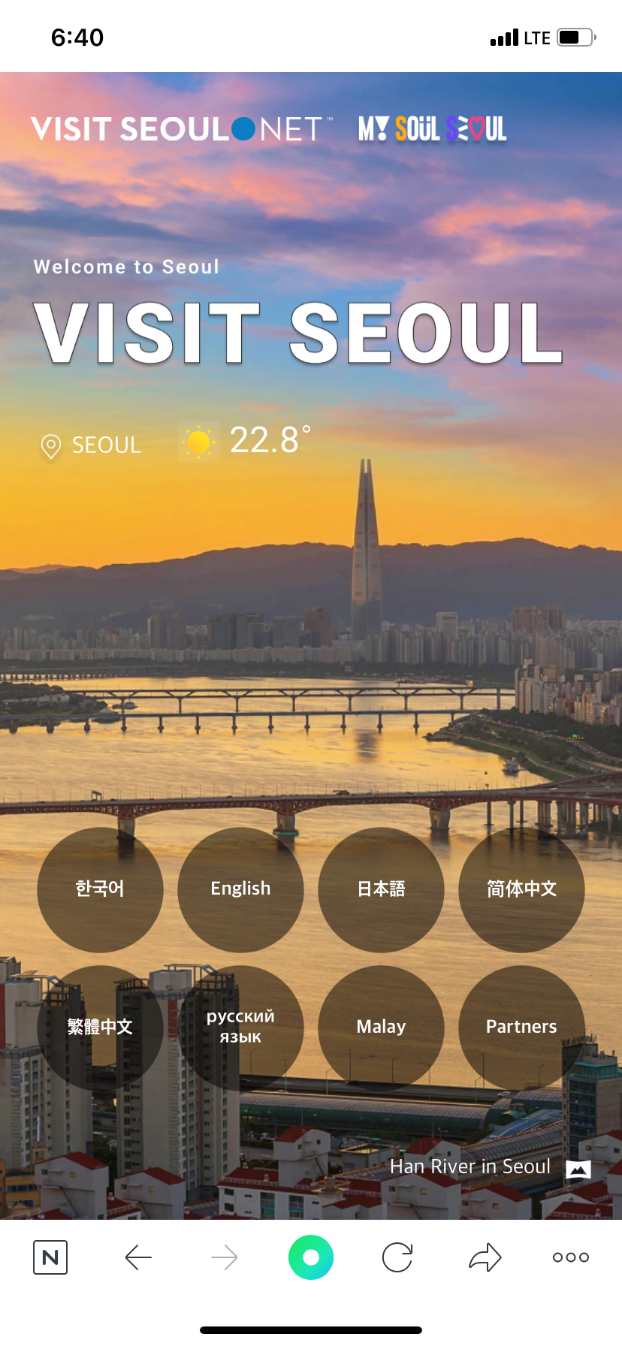 6:40
LTE
VISIT SEOUL NET ™
MY SOUL SEOUL
Welcome to Seoul
VISIT SEOUL
SEOUL
22.8°
한국어
English
日本語
简体中文
繁體中文
русский
язык
Malay
Partners
Han River in Seoul
N